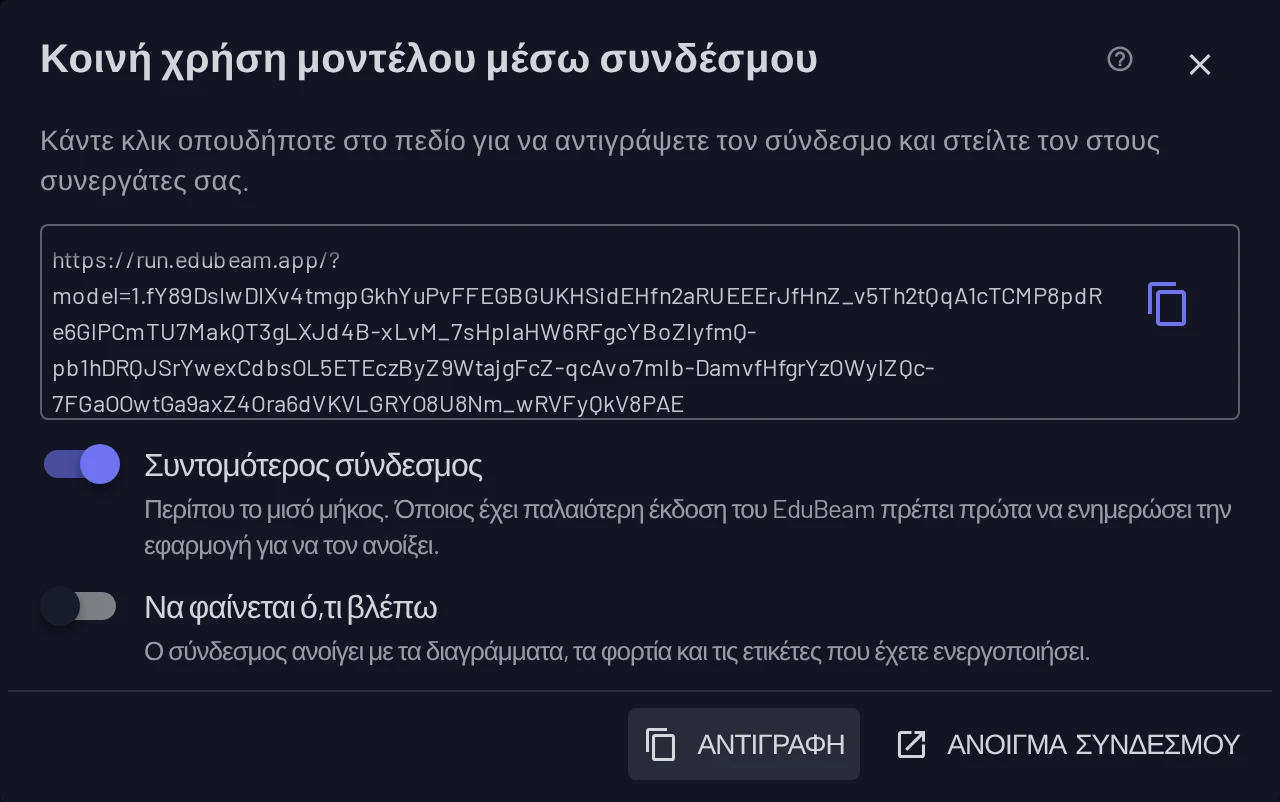 Κοινή χρήση μοντέλου μέσω συνδέσμου
Κάντε κλικ οπουδήποτε στο πεδίο για να αντιγράψετε τον σύνδεσμο και στείλτε τον στους
συνεργάτες σας.
https://run.edubeam.app/?
model=1.fY89DsIwDIXv4tmgpGkhYuPvFFEGBGUKHSidEHfn2aRUEEErJfHnZ_v5Th2tQqA1cTCMP8pdR
e6GIPCmTU7MakQT3gLXJd4B-xLvM_7sHpIaHW6RFgcYBoZIyfmQ-
pb1hDRQJSrYwexCdbsOL5ETEczByZ9WtajgFcZ-qcAvo7mIb-DamvfHfgrYzOWyIZQc-
7FGaOOwtGa9axZ4Ora6dVKVLGRYO8U8Nm_wRVFyQkV8PAE
Συντομότερος σύνδεσμος
Περίπου το μισό μήκος. Όποιος έχει παλαιότερη έκδοση του EduBeam πρέπει πρώτα να ενημερώσει την
εφαρμογή για να τον ανοίξει.
Να φαίνεται ό,τι βλέπω
Ο σύνδεσμος ανοίγει με τα διαγράμματα, τα φορτία και τις ετικέτες που έχετε ενεργοποιήσει.
ΑΝΤΙΓΡΑΦΗ
ΑΝΟΙΓΜΑ ΣΥΝΔΕΣΜΟΥ